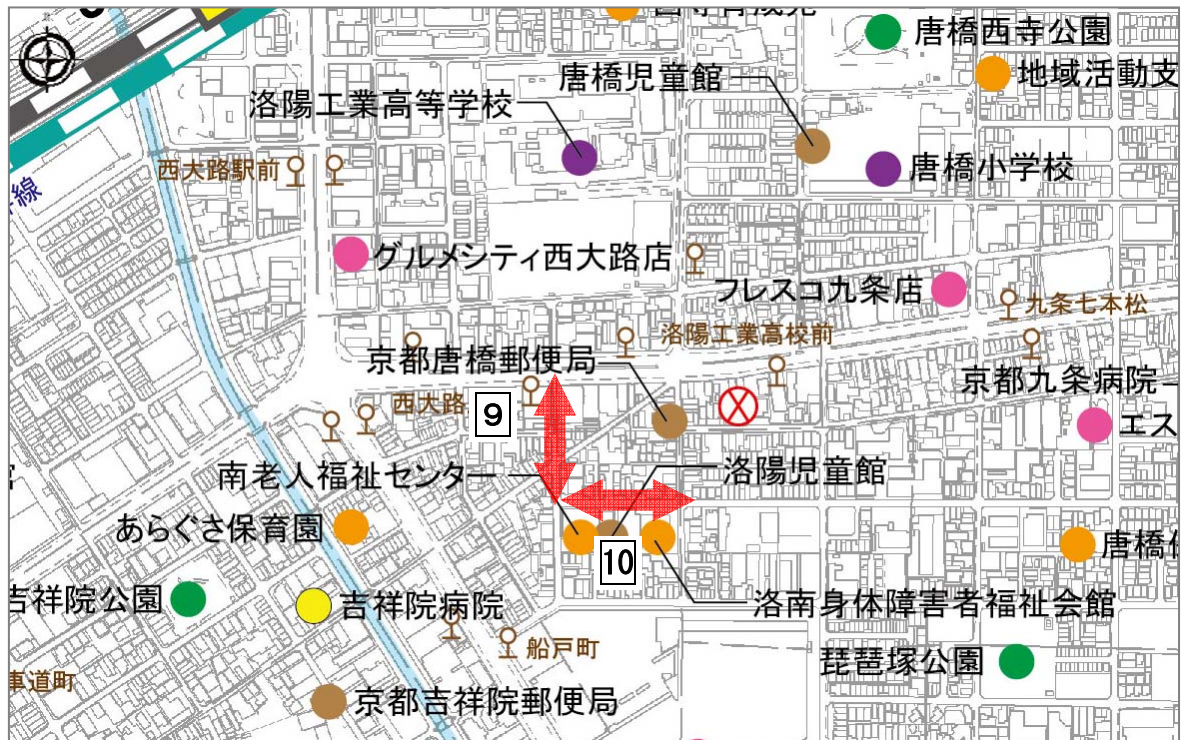 唐橋西寺公園
地域活動支
唐橋児童館
洛陽工業高等学校
唐橋小学校
西大路駅前
線
グルメシティ西大路店
フレスコ九条店
九条七本松
洛陽工業高校前
京都唐橋郵便局
京都九条病院
西大路
9
エス
南老人福祉センター
洛陽児童館
あらぐさ保育園
10
唐橋
吉祥院公園
吉祥院病院
洛南身体障害者福祉会館
船戸町
琵琶塚公園
車道町
京都吉祥院郵便局